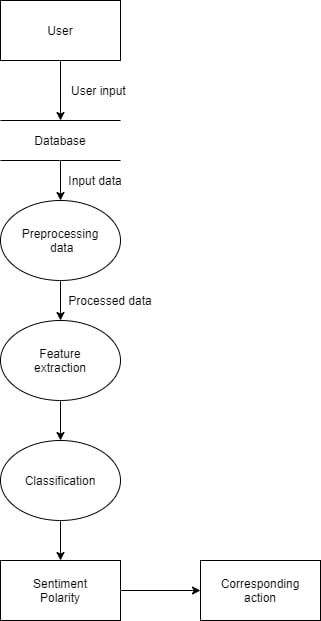 User
User input
Database
Input data
Preprocessing
data
Processed data
Feature
extraction
Classification
Sentiment
Polarity
Corresponding
action